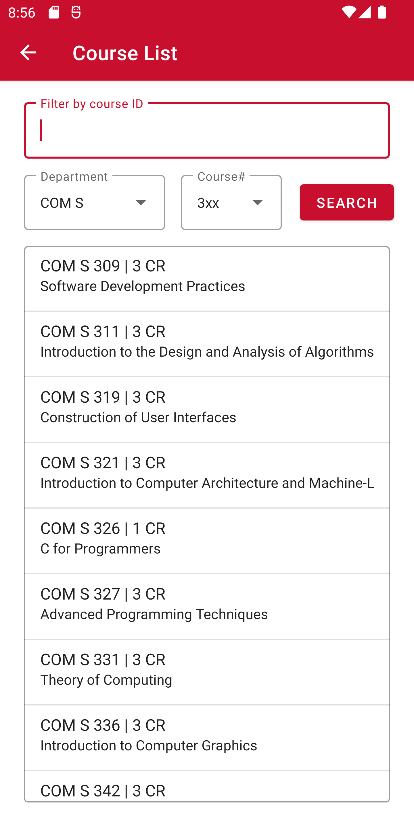 8:56
Course List
Filter by course ID
Department
Course#
COM S
3xx
SEARCH
COM S 309 | 3 CR
Software Development Practices
COM S 311 | 3 CR
Introduction to the Design and Analysis of Algorithms
COM S 319 | 3 CR
Construction of User Interfaces
COM S 321 | 3 CR
Introduction to Computer Architecture and Machine-L
COM S 326 | 1 CR
C for Programmers
COM S 327 | 3 CR
Advanced Programming Techniques
COM S 331 | 3 CR
Theory of Computing
COM S 336 | 3 CR
Introduction to Computer Graphics
COM S 342 | 3 CR